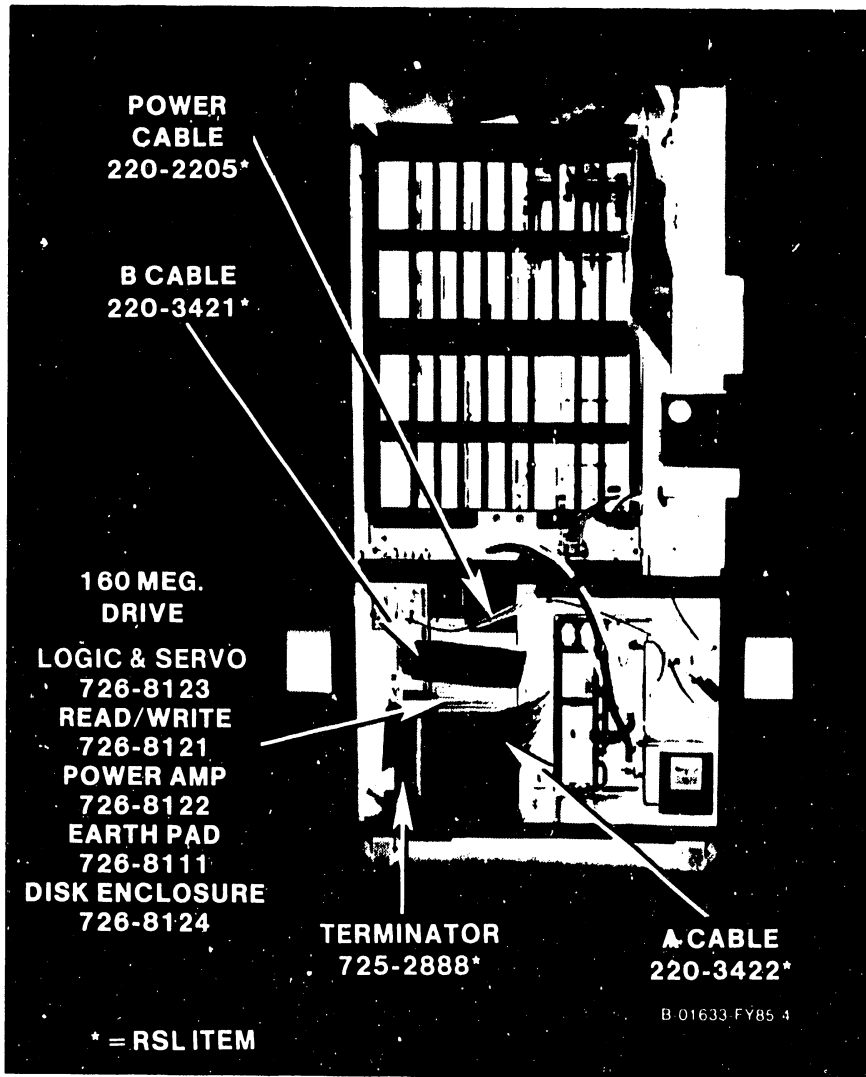 POWER
CABLE
220-2205*
B CABLE
220-3421*
160 MEG.
DRIVE
LOGIC & SERVO
726-8123
READ/WRITE
726-8121
POWER AMP
726-8122
EARTH PAD
726-8111
DISK ENCLOSURE
726-8124
TERMINATOR
725-2888*
A CABLE
220-3422*
B-01633-FY85-4
* = RSL ITEM